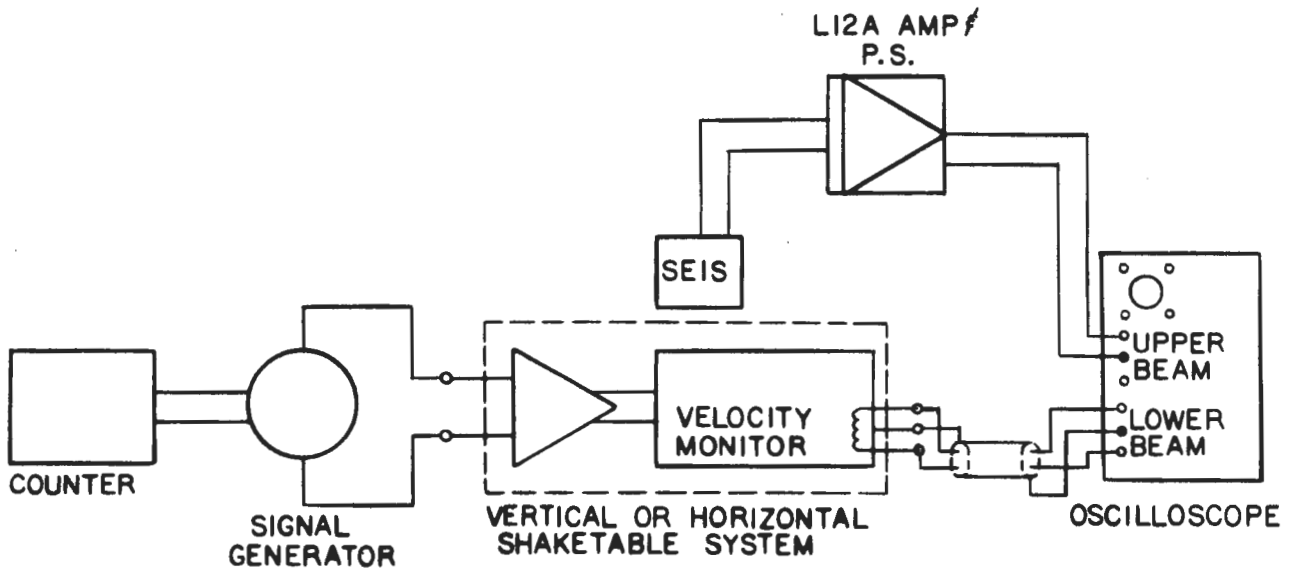 L12A AMP &
P.S.
SEIS
UPPER
BEAM
VELOCITY
MONITOR
LOWER
BEAM
COUNTER
SIGNAL
GENERATOR
VERTICAL OR HORIZONTAL
SHAKETABLE SYSTEM
OSCILLOSCOPE